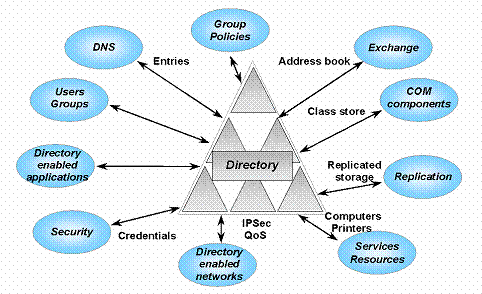 Group
Policies
DNS
Exchange
Entries
Address book
Users
Groups
COM
components
Class store
Directory
enabled
applications
Directory
Replicated
storage
Replication
Security
Credentials
IPSec
QoS
Computers
Printers
Directory
enabled
networks
Services
Resources